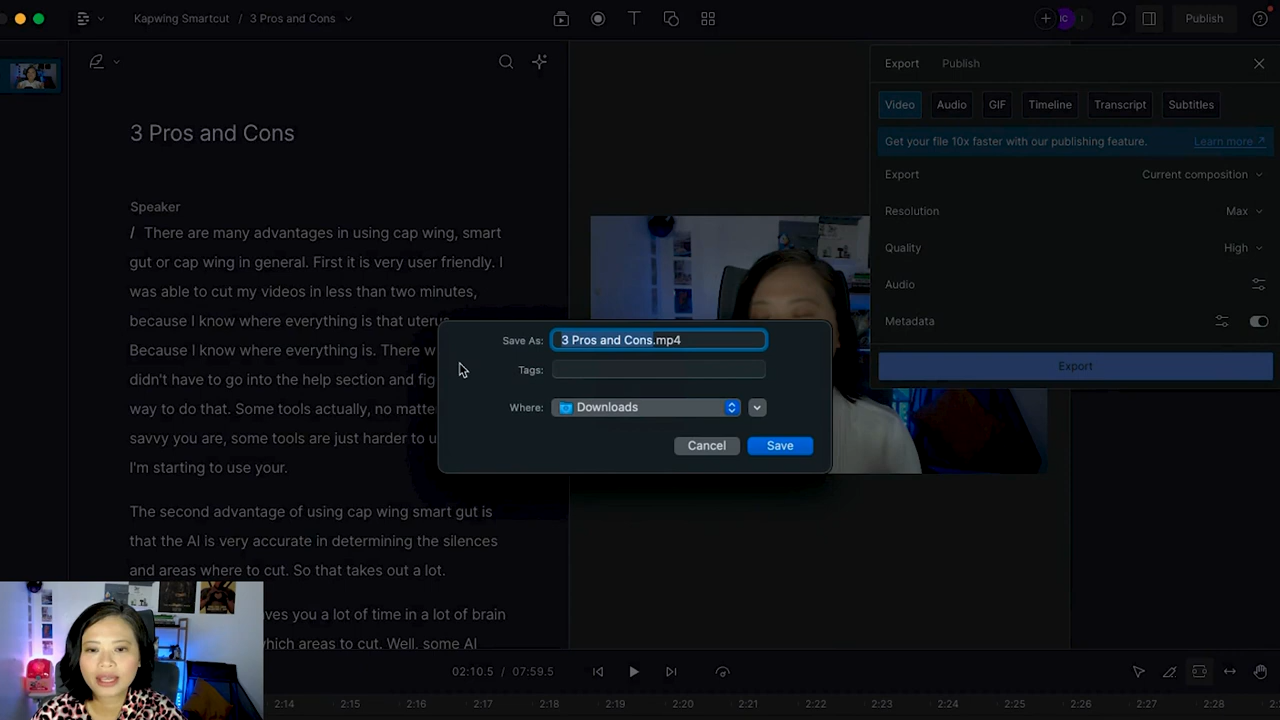 Kapwing Smartcut / 3 Pros and Cons
IC
I
Publish
3 Pros and Cons
Speaker
/ There are many advantages in using cap wing, smart
gut or cap wing in general. First it is very user friendly. I
was able to cut my videos in less than two minutes,
because I know where everything is that
Because I know where everything is. There
didn't have to go into the help section and
way to do that. Some tools actually, no
savvy you are, some tools are just harder to
I'm starting to use your.
The second advantage of using cap wing smart gut is
that the AI is very accurate in determining the silences
and areas where to cut. So that takes out a lot.
you a lot of time in a lot of brain
which areas to cut. Well, some AI
Export
Publish
Video
Audio
GIF
Timeline
Transcript
Subtitles
Get your file 10x faster with our publishing feature.
Learn more
Export
Current composition
Resolution
Max
Quality
High
Audio
Metadata
Export
Save As:
3 Pros and Cons.mp4
Tags:
Where:
Downloads
Cancel
Save
02:10.5 / 07:59.5
2:14
2:15
2:16
2:17
2:18
2:19
2:20
2:21
2:22
2:23
2:24
2:25
2:26
2:27
2:28